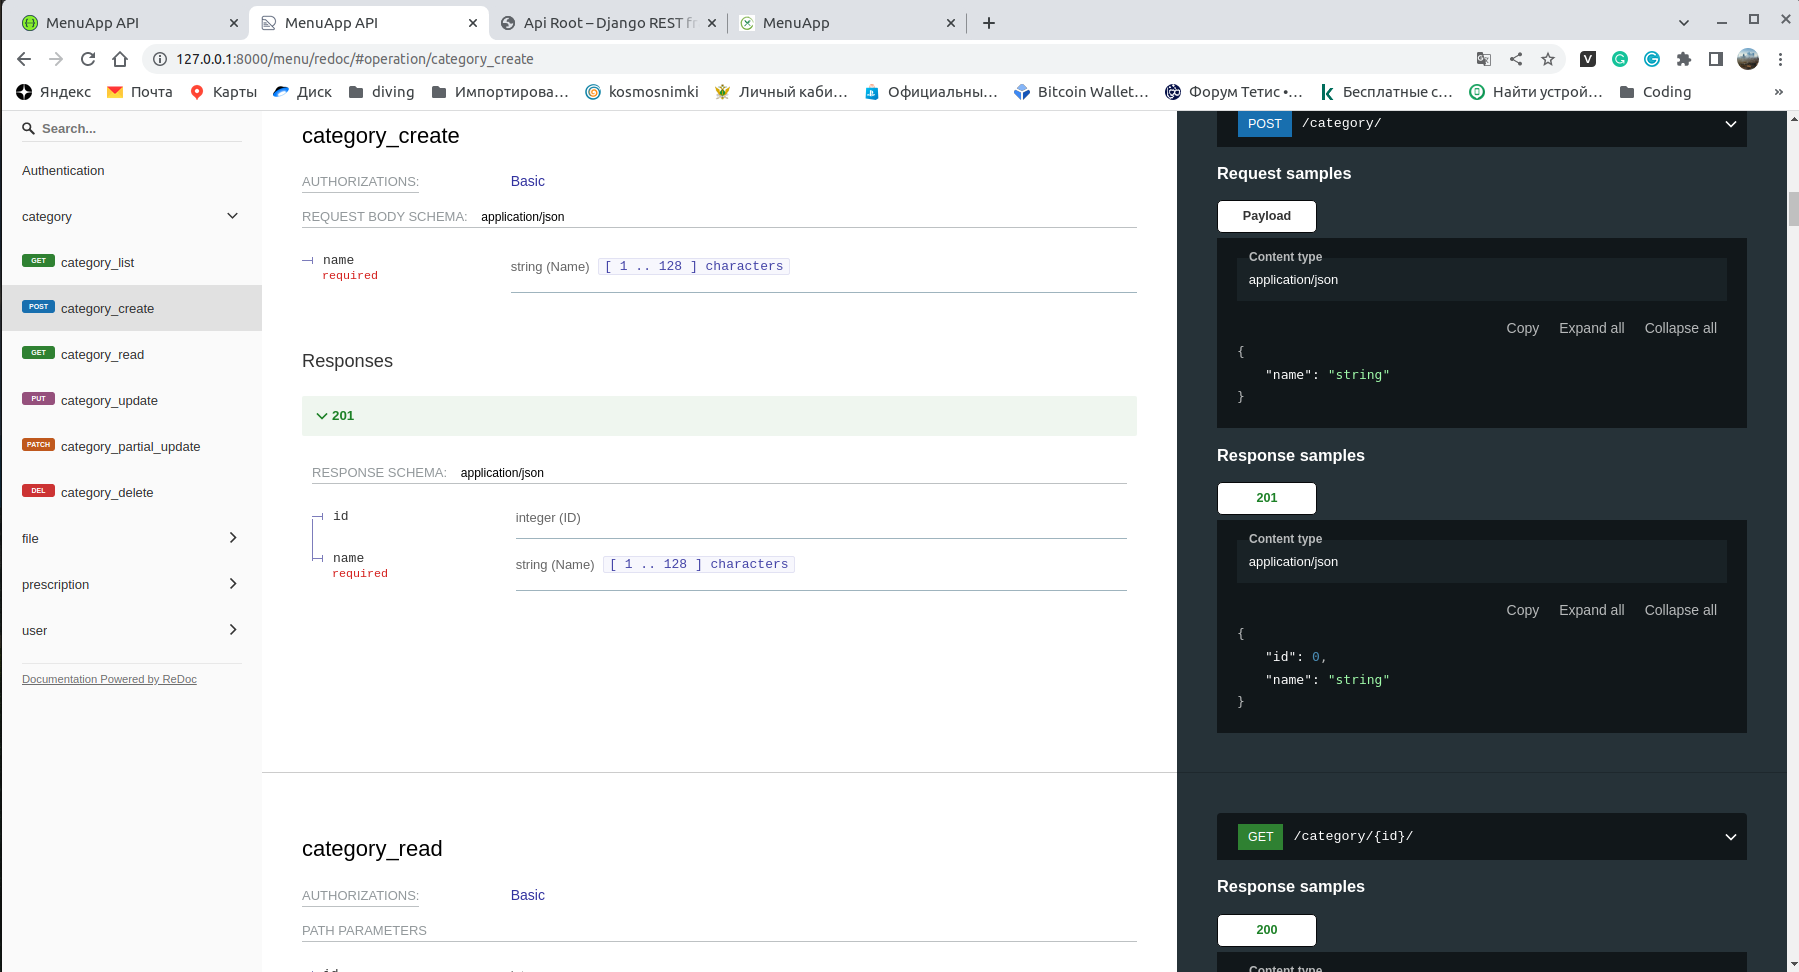 MenuApp API
MenuApp API
Api Root – Django REST fr
MenuApp
127.0.0.1:8000/menu/redoc/#operation/category_create
Яндекс
Почта
Карты
Диск
diving
Импортирова...
kosmosnimki
Личный каби...
Официальны...
Bitcoin Wallet...
Форум Тетис •...
Бесплатные с...
Найти устрой...
Coding
»
Search...
Authentication
category
GET category_list
POST category_create
GET category_read
PUT category_update
PATCH category_partial_update
DEL category_delete
file
prescription
user
Documentation Powered by ReDoc
category_create
AUTHORIZATIONS: Basic
REQUEST BODY SCHEMA: application/json
name
required
string (Name) [ 1 .. 128 ] characters
Responses
201
RESPONSE SCHEMA: application/json
id
integer (ID)
name
required
string (Name) [ 1 .. 128 ] characters
category_read
AUTHORIZATIONS: Basic
PATH PARAMETERS
POST /category/
Request samples
Payload
Content type
application/json
Copy Expand all Collapse all
{
"name": "string"
}
Response samples
201
Content type
application/json
Copy Expand all Collapse all
{
"id": 0,
"name": "string"
}
GET /category/{id}/
Response samples
200
Content type